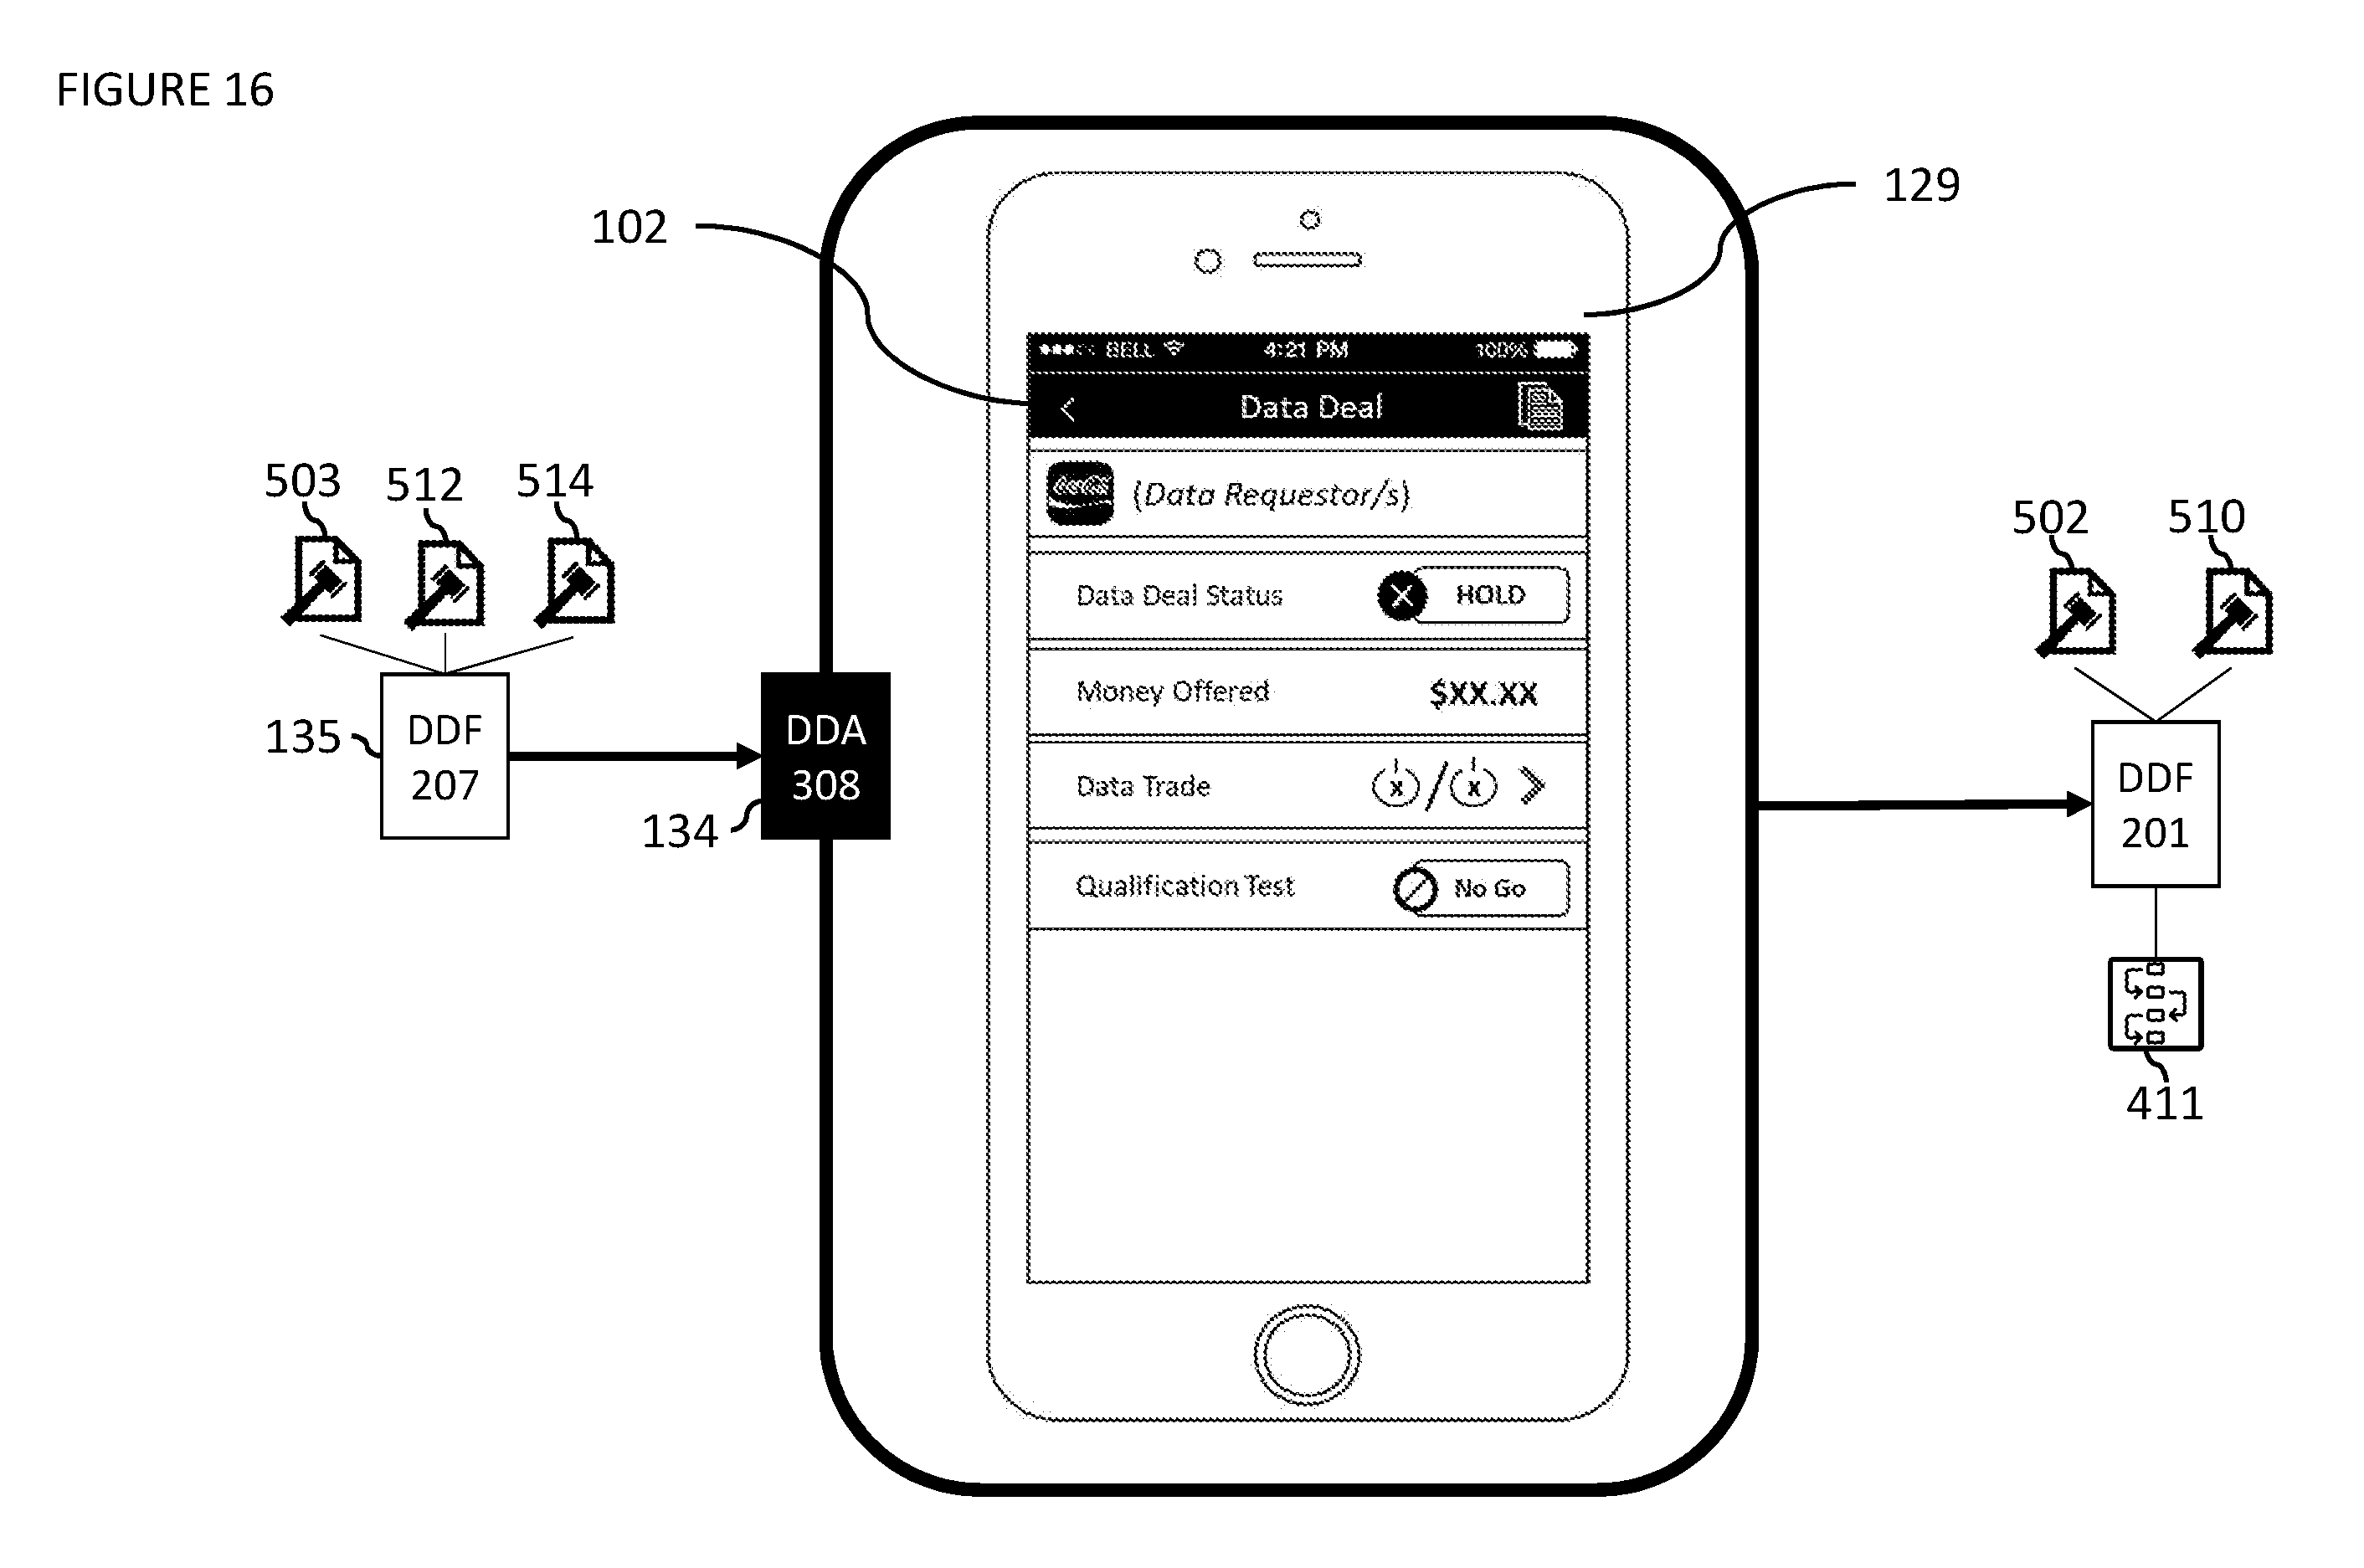 FIGURE 16
102
129
BELL 4:21 PM 100%
Data Deal
(Data Requestor/s)
Data Deal Status HOLD
Money Offered $XX.XX
Data Trade x / x
Qualification Test No Go
503 512 514
135
DDF
207
134
DDA
308
502 510
DDF
201
411